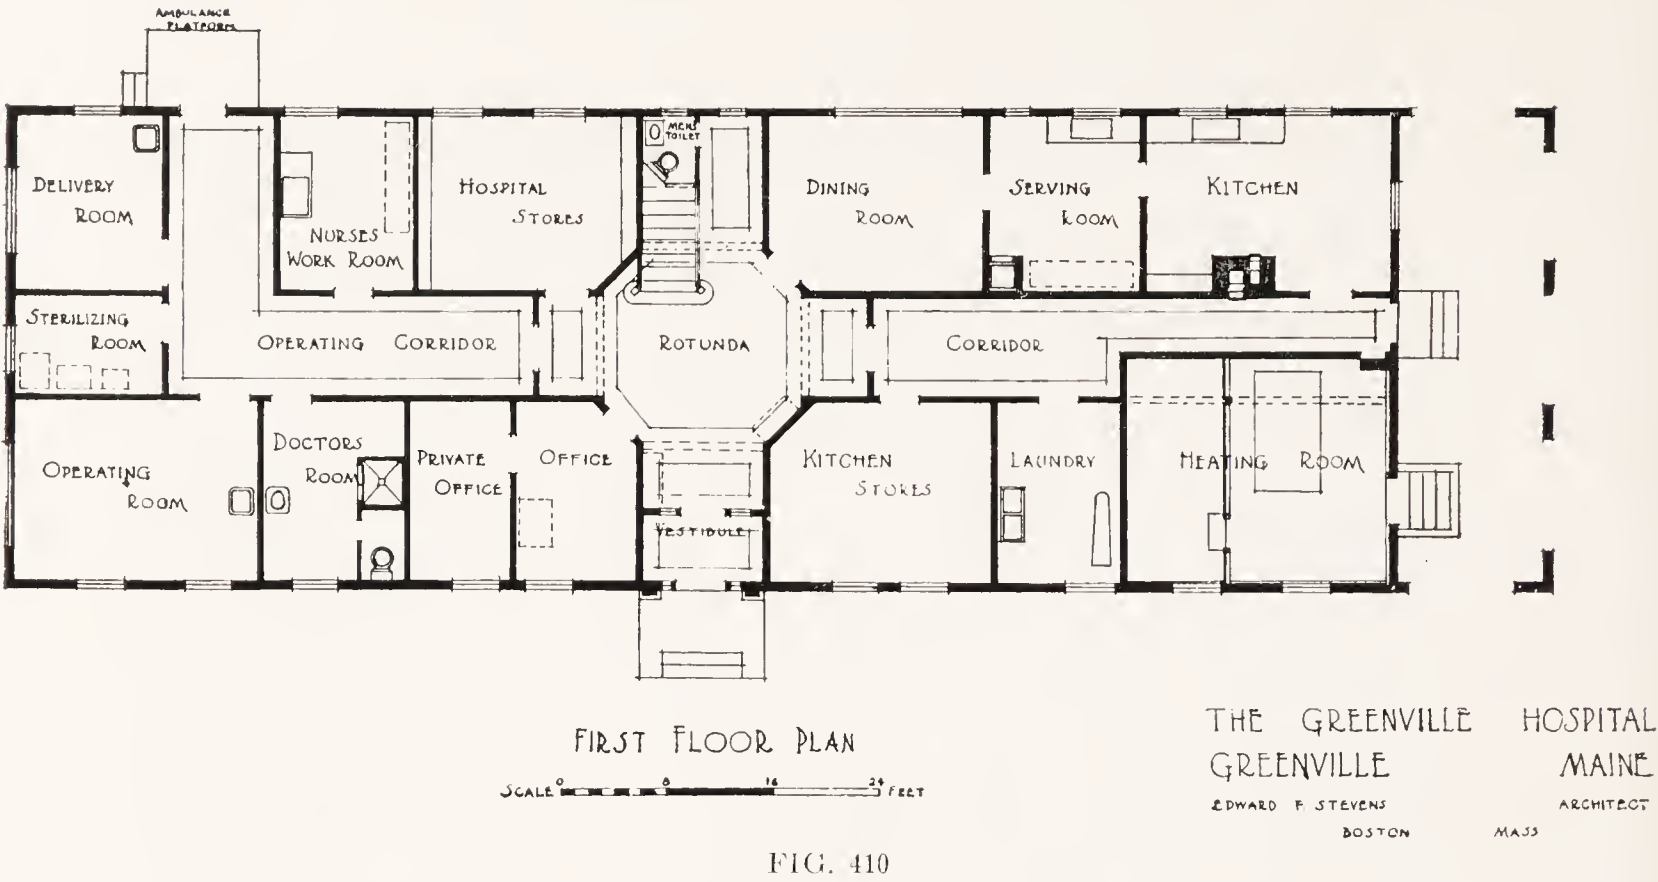 AMBULANCE
PLATFORM
DELIVERY
ROOM
NURSES
WORK ROOM
HOSPITAL
STORES
MENS
TOILET
DINING
ROOM
SERVING
ROOM
KITCHEN
STERILIZING
ROOM
OPERATING CORRIDOR
ROTUNDA
CORRIDOR
OPERATING
ROOM
DOCTORS
ROOM
PRIVATE
OFFICE
OFFICE
VESTIBULE
KITCHEN
STORES
LAUNDRY
HEATING ROOM
FIRST FLOOR PLAN
SCALE 0 8 16 24 FEET
THE GREENVILLE HOSPITAL
GREENVILLE MAINE
EDWARD F. STEVENS ARCHITECT
BOSTON MASS
FIG. 410